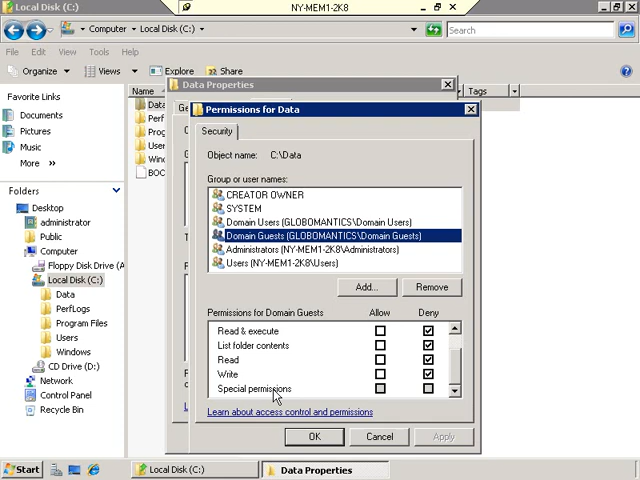 Local Disk (C:)
NY-MEM1-2K8
Computer
Local Disk (C:)
Search
File Edit View Tools Help
Organize Views Explore Share
Favorite Links
Documents
Pictures
Music
More »
Folders
Desktop
administrator
Public
Computer
Floppy Disk Drive (A
Local Disk (C:)
Data
PerfLogs
Program Files
Users
Windows
CD Drive (D:)
Network
Control Panel
Recycle Bin
Name
Tags
Data
Perf
Prog
User
Wind
BOO
Data Properties
Ge
Permissions for Data
Security
Object name: C:\Data
Group or user names:
CREATOR OWNER
SYSTEM
Domain Users (GLOBOMANTICS\Domain Users)
Domain Guests (GLOBOMANTICS\Domain Guests)
Administrators (NY-MEM1-2K8\Administrators)
Users (NY-MEM1-2K8\Users)
Add... Remove
Permissions for Domain Guests Allow Deny
Read & execute
List folder contents
Read
Write
Special permissions
Learn about access control and permissions
OK Cancel Apply
Start
Local Disk (C:)
Data Properties